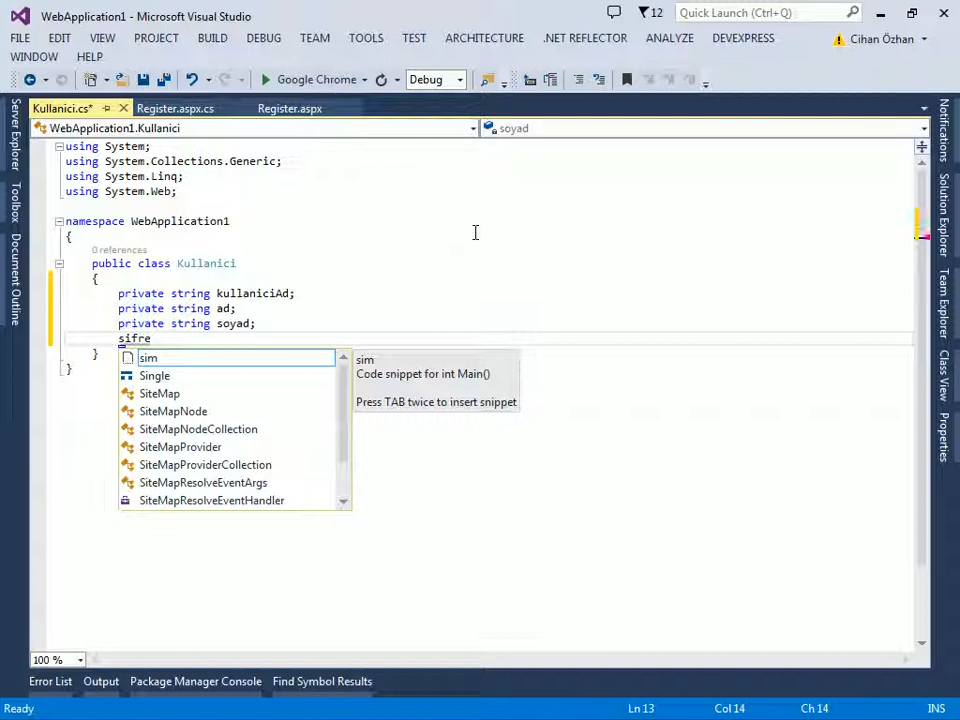 WebApplication1 - Microsoft Visual Studio
12
Quick Launch (Ctrl+Q)
FILE EDIT VIEW PROJECT BUILD DEBUG TEAM TOOLS TEST ARCHITECTURE .NET REFLECTOR ANALYZE DEVEXPRESS
Cihan Özhan
WINDOW HELP
Google Chrome
Debug
Kullanici.cs*
Register.aspx.cs
Register.aspx
WebApplication1.Kullanici
soyad
Server Explorer
Toolbox
Document Outline
using System;
using System.Collections.Generic;
using System.Linq;
using System.Web;
namespace WebApplication1
{
0 references
public class Kullanici
{
private string kullaniciAd;
private string ad;
private string soyad;
sifre
}
}
sim
Single
SiteMap
SiteMapNode
SiteMapNodeCollection
SiteMapProvider
SiteMapProviderCollection
SiteMapResolveEventArgs
SiteMapResolveEventHandler
sim
Code snippet for int Main()
Press TAB twice to insert snippet
Notifications
Solution Explorer
Team Explorer
Class View
Properties
100 %
Error List Output Package Manager Console Find Symbol Results
Ready
Ln 13
Col 14
Ch 14
INS